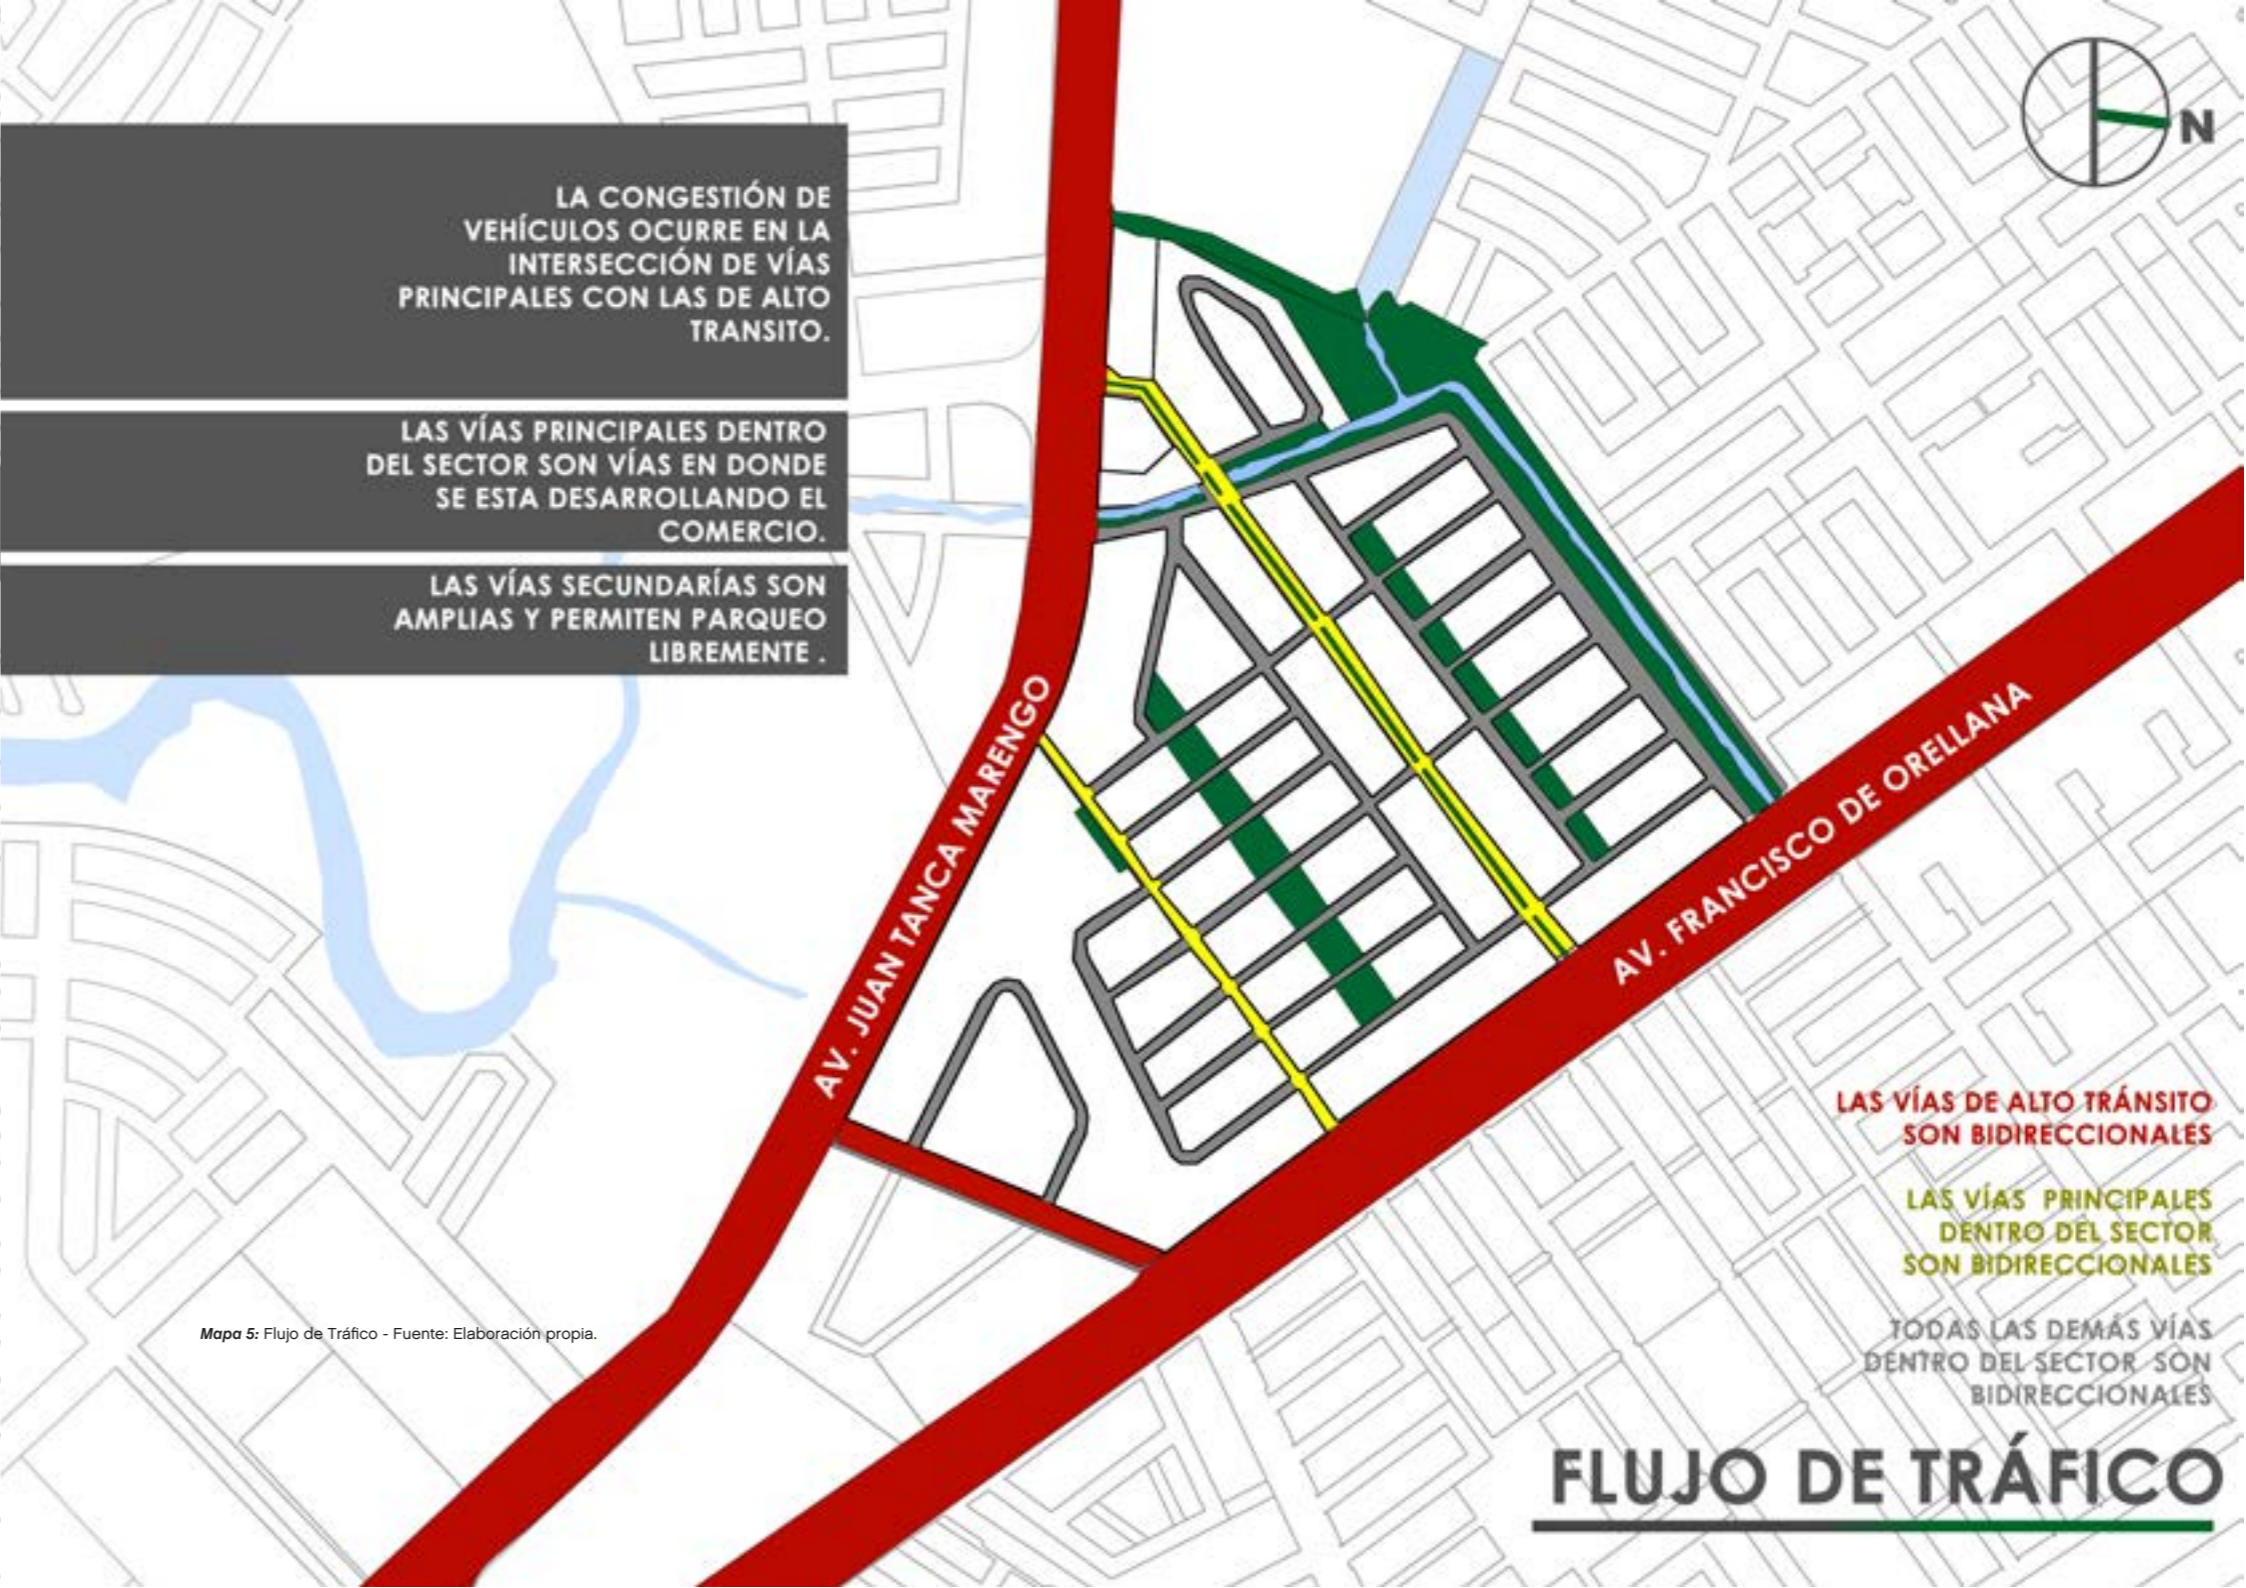 N
LA CONGESTIÓN DE
VEHÍCULOS OCURRE EN LA
INTERSECCIÓN DE VÍAS
PRINCIPALES CON LAS DE ALTO
TRANSITO.
LAS VÍAS PRINCIPALES DENTRO
DEL SECTOR SON VÍAS EN DONDE
SE ESTA DESARROLLANDO EL
COMERCIO.
LAS VÍAS SECUNDARÍAS SON
AMPLIAS Y PERMITEN PARQUEO
LIBREMENTE .
AV. JUAN TANCA MARENGO
AV. FRANCISCO DE ORELLANA
LAS VÍAS DE ALTO TRÁNSITO
SON BIDIRECCIONALES
LAS VÍAS PRINCIPALES
DENTRO DEL SECTOR
SON BIDIRECCIONALES
TODAS LAS DEMÁS VÍAS
DENTRO DEL SECTOR SON
BIDIRECCIONALES
Mapa 5: Flujo de Tráfico - Fuente: Elaboración propia.
FLUJO DE TRÁFICO